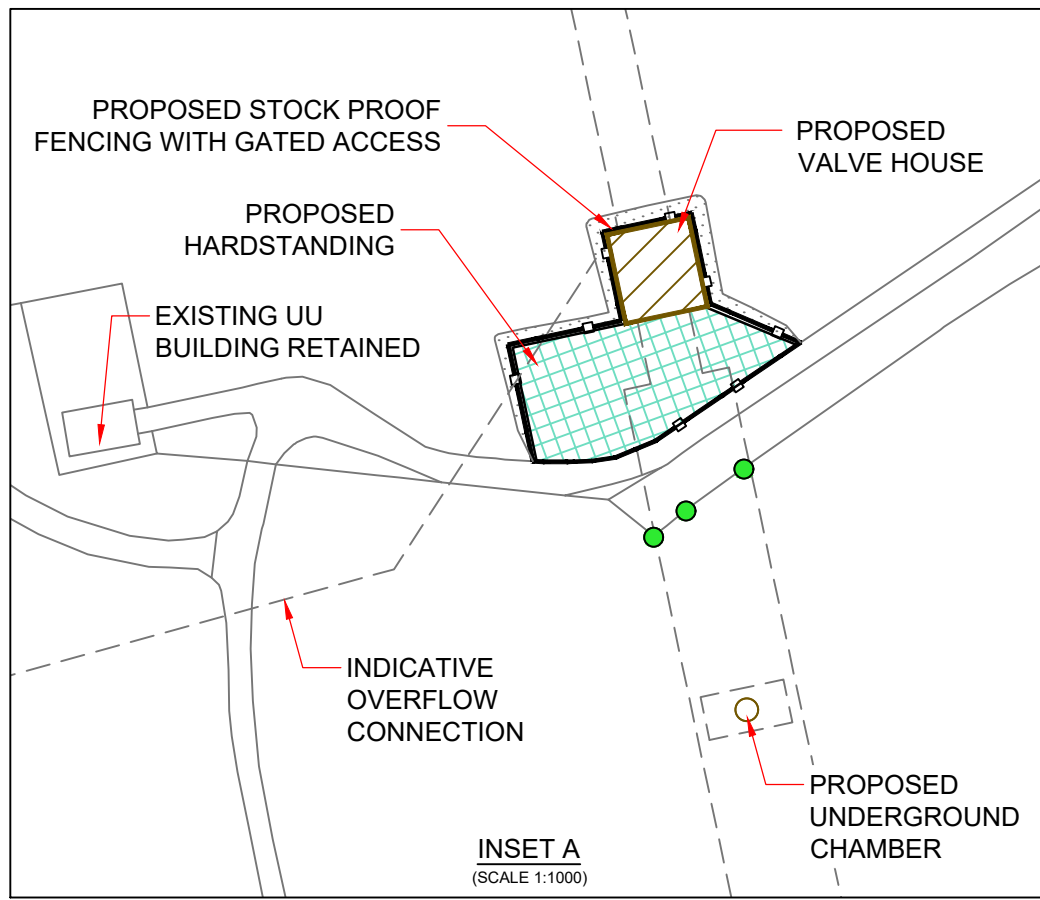 PROPOSED STOCK PROOF
FENCING WITH GATED ACCESS
PROPOSED
VALVE HOUSE
PROPOSED
HARDSTANDING
EXISTING UU
BUILDING RETAINED
INDICATIVE
OVERFLOW
CONNECTION
PROPOSED
UNDERGROUND
CHAMBER
INSET A
(SCALE 1:1000)